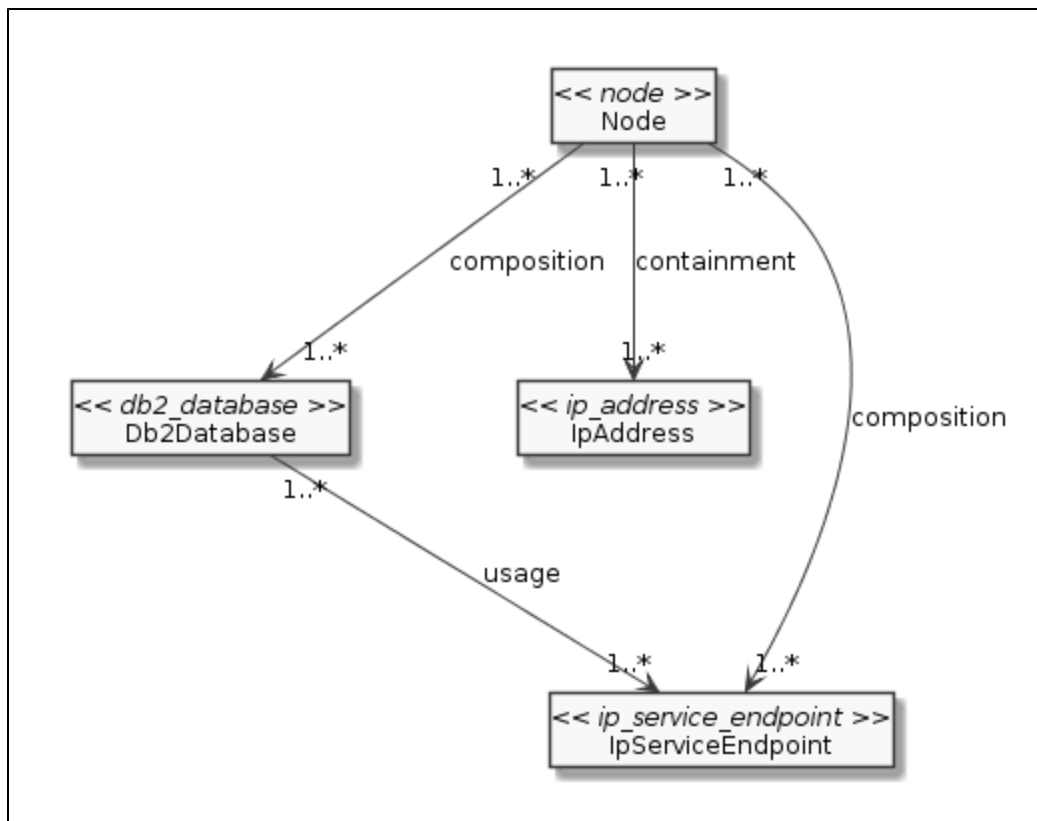 << node >>
Node
1..*
1..*
1..*
composition
containment
1..*
1..*
<< db2_database >>
Db2Database
<< ip_address >>
IpAddress
composition
1..*
usage
1..*
1..*
<< ip_service_endpoint >>
IpServiceEndpoint